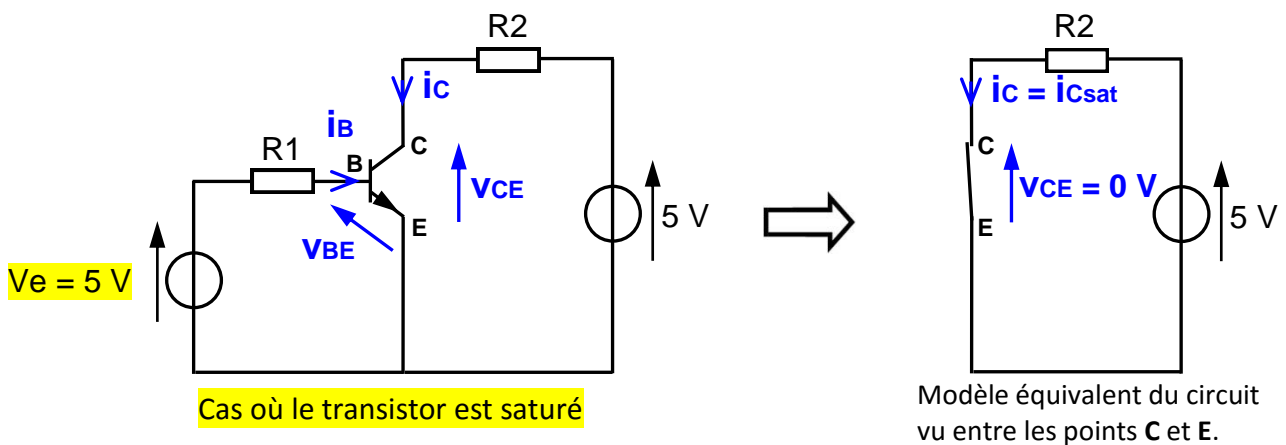 R2
iC
iB
R1
B
C
vCE
E
vBE
5 V
Ve = 5 V
Cas où le transistor est saturé
R2
iC = iCsat
C
vCE = 0 V
E
5 V
Modèle équivalent du circuit
vu entre les points C et E.